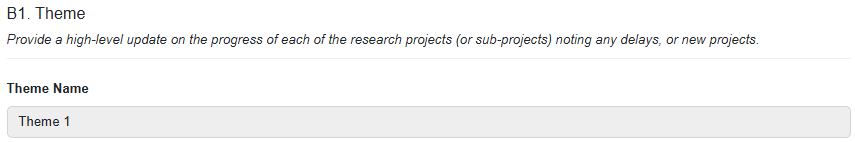 B1. Theme
Provide a high-level update on the progress of each of the research projects (or sub-projects) noting any delays, or new projects.
Theme Name
Theme 1